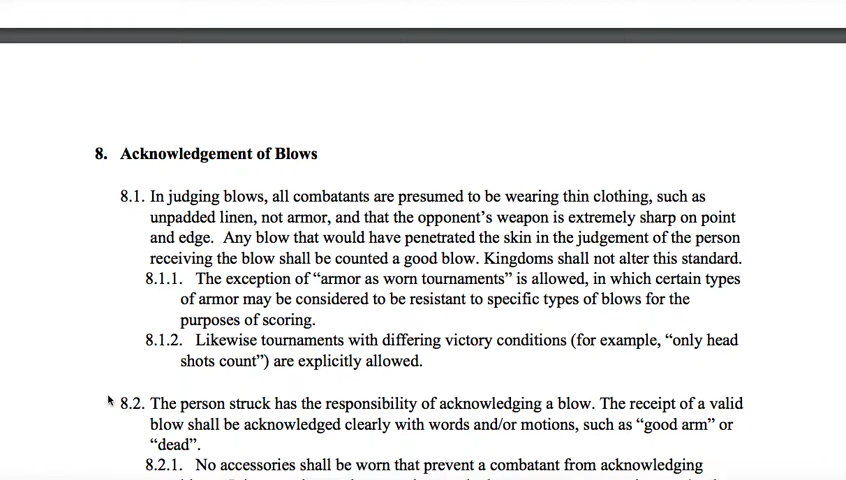 8. Acknowledgement of Blows
8.1. In judging blows, all combatants are presumed to be wearing thin clothing, such as
unpadded linen, not armor, and that the opponent’s weapon is extremely sharp on point
and edge. Any blow that would have penetrated the skin in the judgement of the person
receiving the blow shall be counted a good blow. Kingdoms shall not alter this standard.
8.1.1. The exception of “armor as worn tournaments” is allowed, in which certain types
of armor may be considered to be resistant to specific types of blows for the
purposes of scoring.
8.1.2. Likewise tournaments with differing victory conditions (for example, “only head
shots count”) are explicitly allowed.
8.2. The person struck has the responsibility of acknowledging a blow. The receipt of a valid
blow shall be acknowledged clearly with words and/or motions, such as “good arm” or
“dead”.
8.2.1. No accessories shall be worn that prevent a combatant from acknowledging